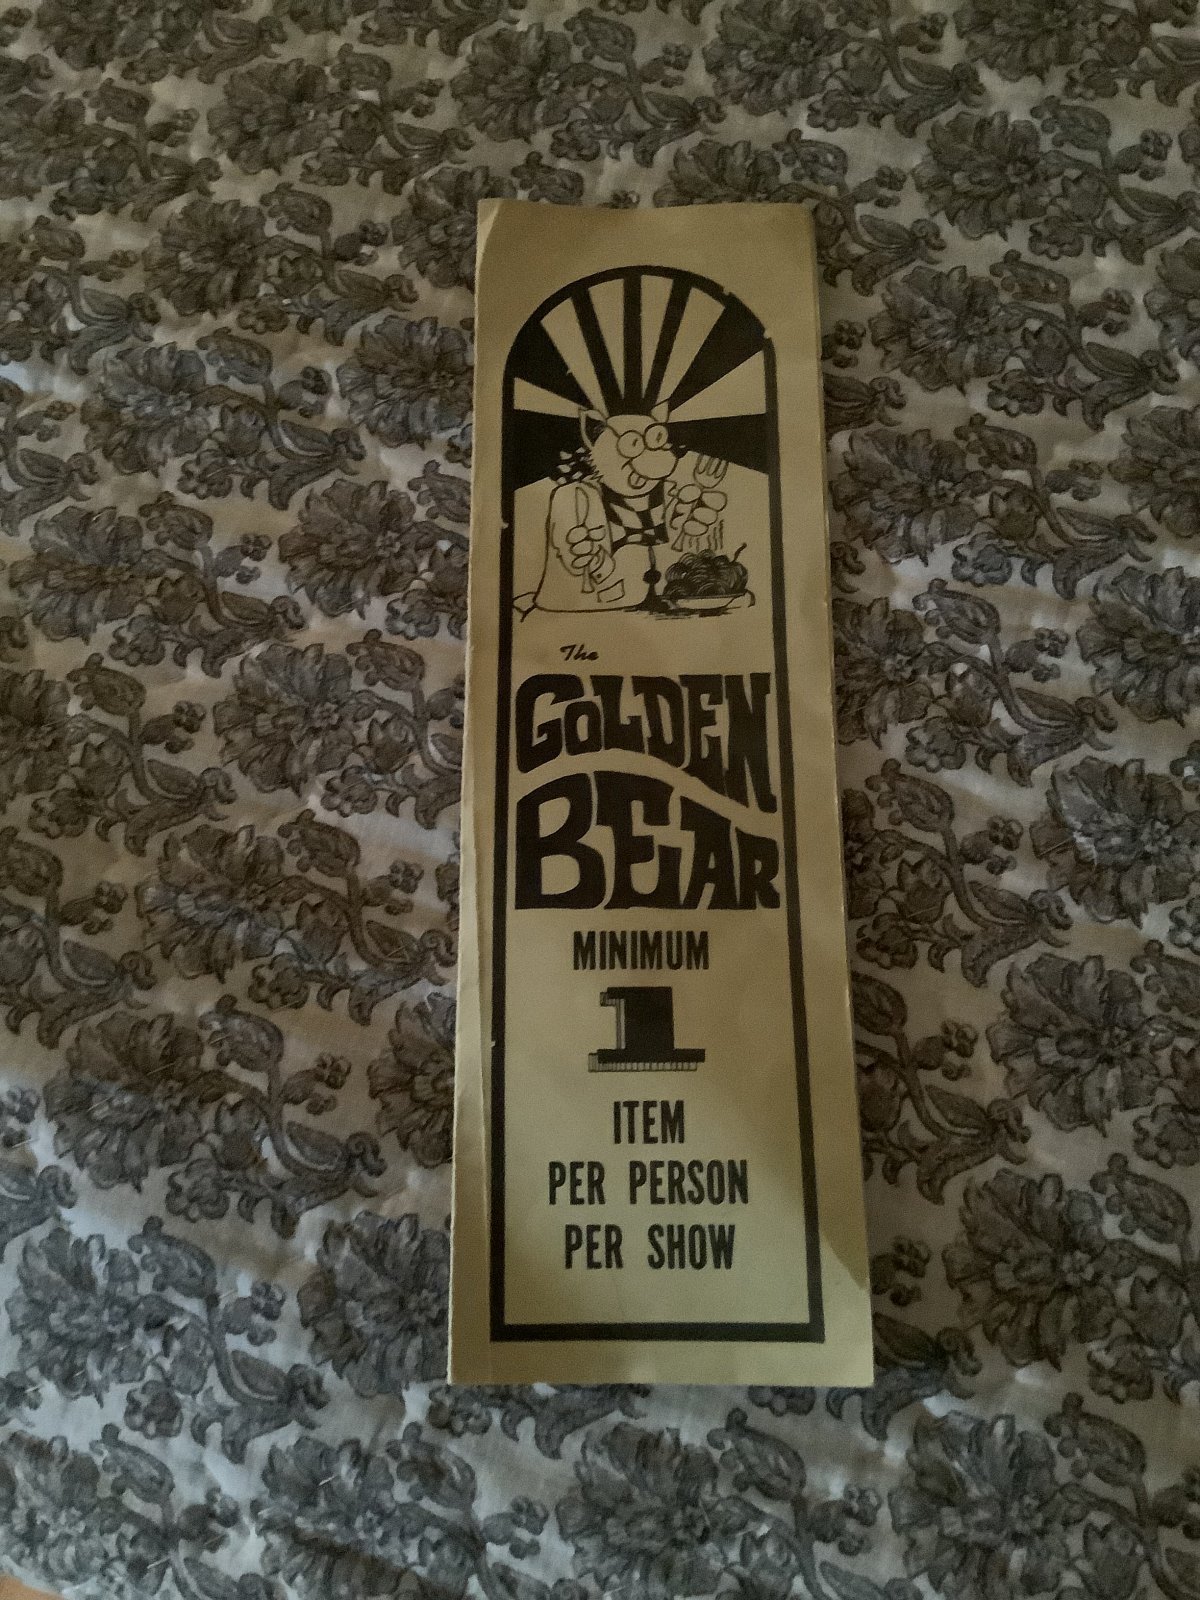 The
GOLDEN
BEAR
MINIMUM
1
ITEM
PER PERSON
PER SHOW